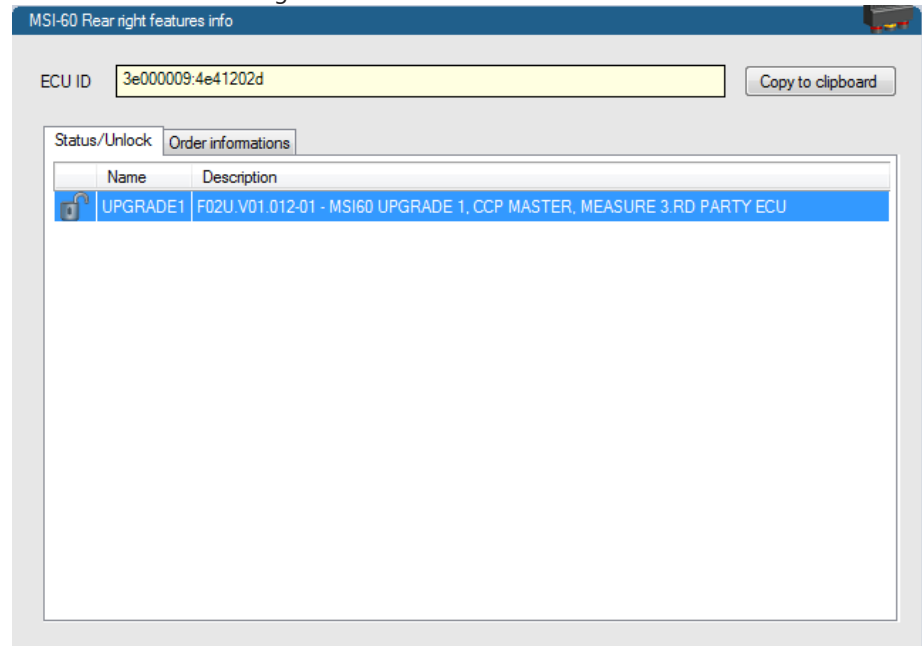 MSI-60 Rear right features info
ECU ID 3e000009:4e41202d Copy to clipboard
Status/Unlock Order informations
Name Description
UPGRADE1 F02U.V01.012-01 - MSI60 UPGRADE 1, CCP MASTER, MEASURE 3.RD PARTY ECU